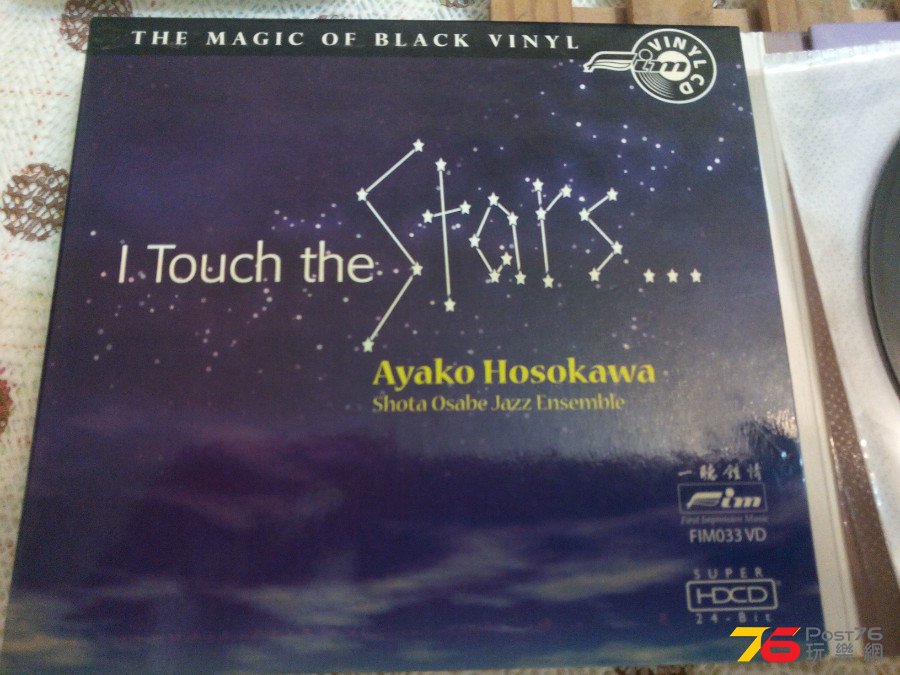 THE MAGIC OF BLACK VINYL
fim VINYL CD
I Touch the Stars...
Ayako Hosokawa
Shota Osabe Jazz Ensemble
一聽鍾情
Fim
First Impression Music
FIM033 VD
SUPER
HDCD
24-Bit
76 Post76
玩樂網